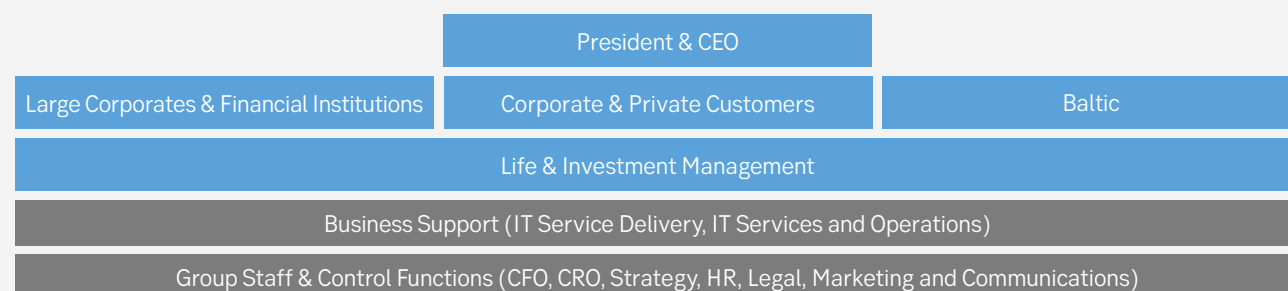 President & CEO
Large Corporates & Financial Institutions
Corporate & Private Customers
Baltic
Life & Investment Management
Business Support (IT Service Delivery, IT Services and Operations)
Group Staff & Control Functions (CFO, CRO, Strategy, HR, Legal, Marketing and Communications)